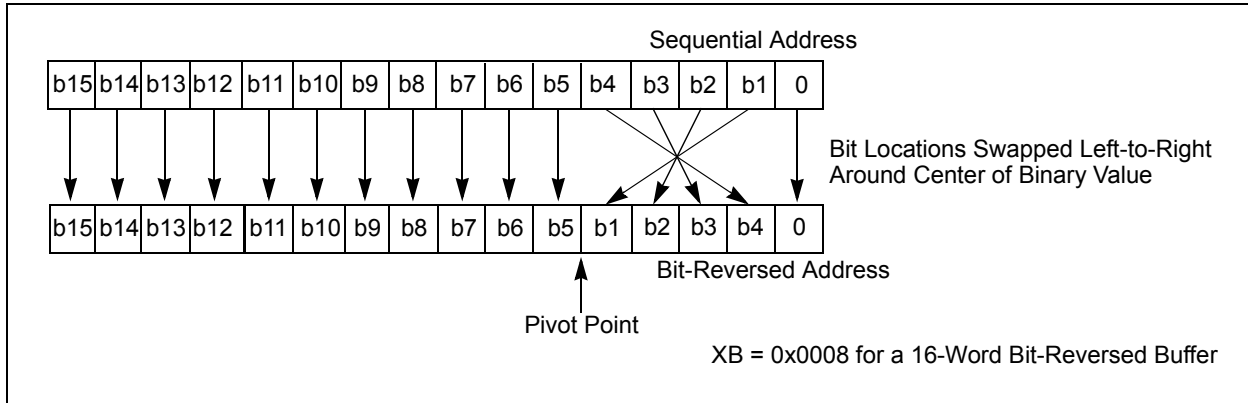 Sequential Address
b15 b14 b13 b12 b11 b10 b9 b8 b7 b6 b5 b4 b3 b2 b1 0
Bit Locations Swapped Left-to-Right
Around Center of Binary Value
b15 b14 b13 b12 b11 b10 b9 b8 b7 b6 b5 b1 b2 b3 b4 0
Bit-Reversed Address
Pivot Point
XB = 0x0008 for a 16-Word Bit-Reversed Buffer